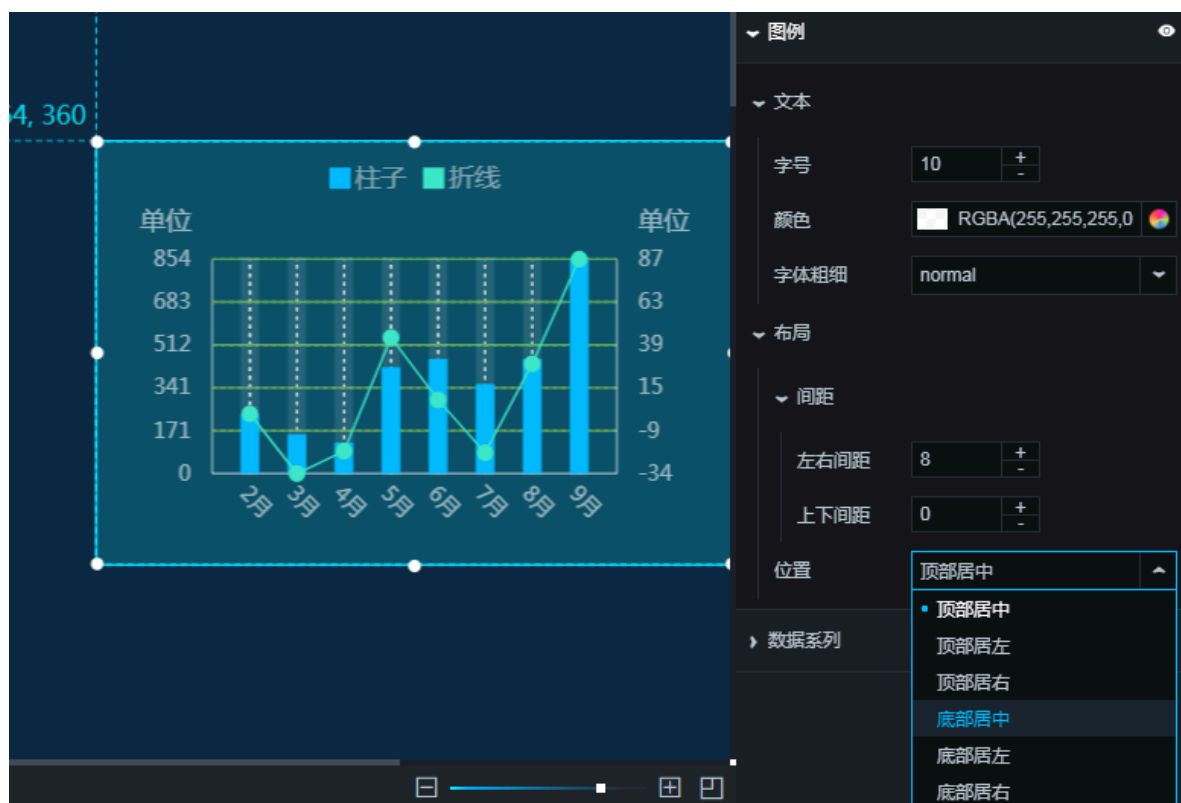 4, 360
柱子 折线
单位 单位
854 87
683 63
512 39
341 15
171 -9
0 -34
2月 3月 4月 5月 6月 7月 8月 9月
图例
文本
字号 10 + -
颜色 RGBA(255,255,255,0
字体粗细 normal
布局
间距
左右间距 8 + -
上下间距 0 + -
位置 顶部居中
顶部居中
数据系列
顶部居左
顶部居右
底部居中
底部居左
底部居右